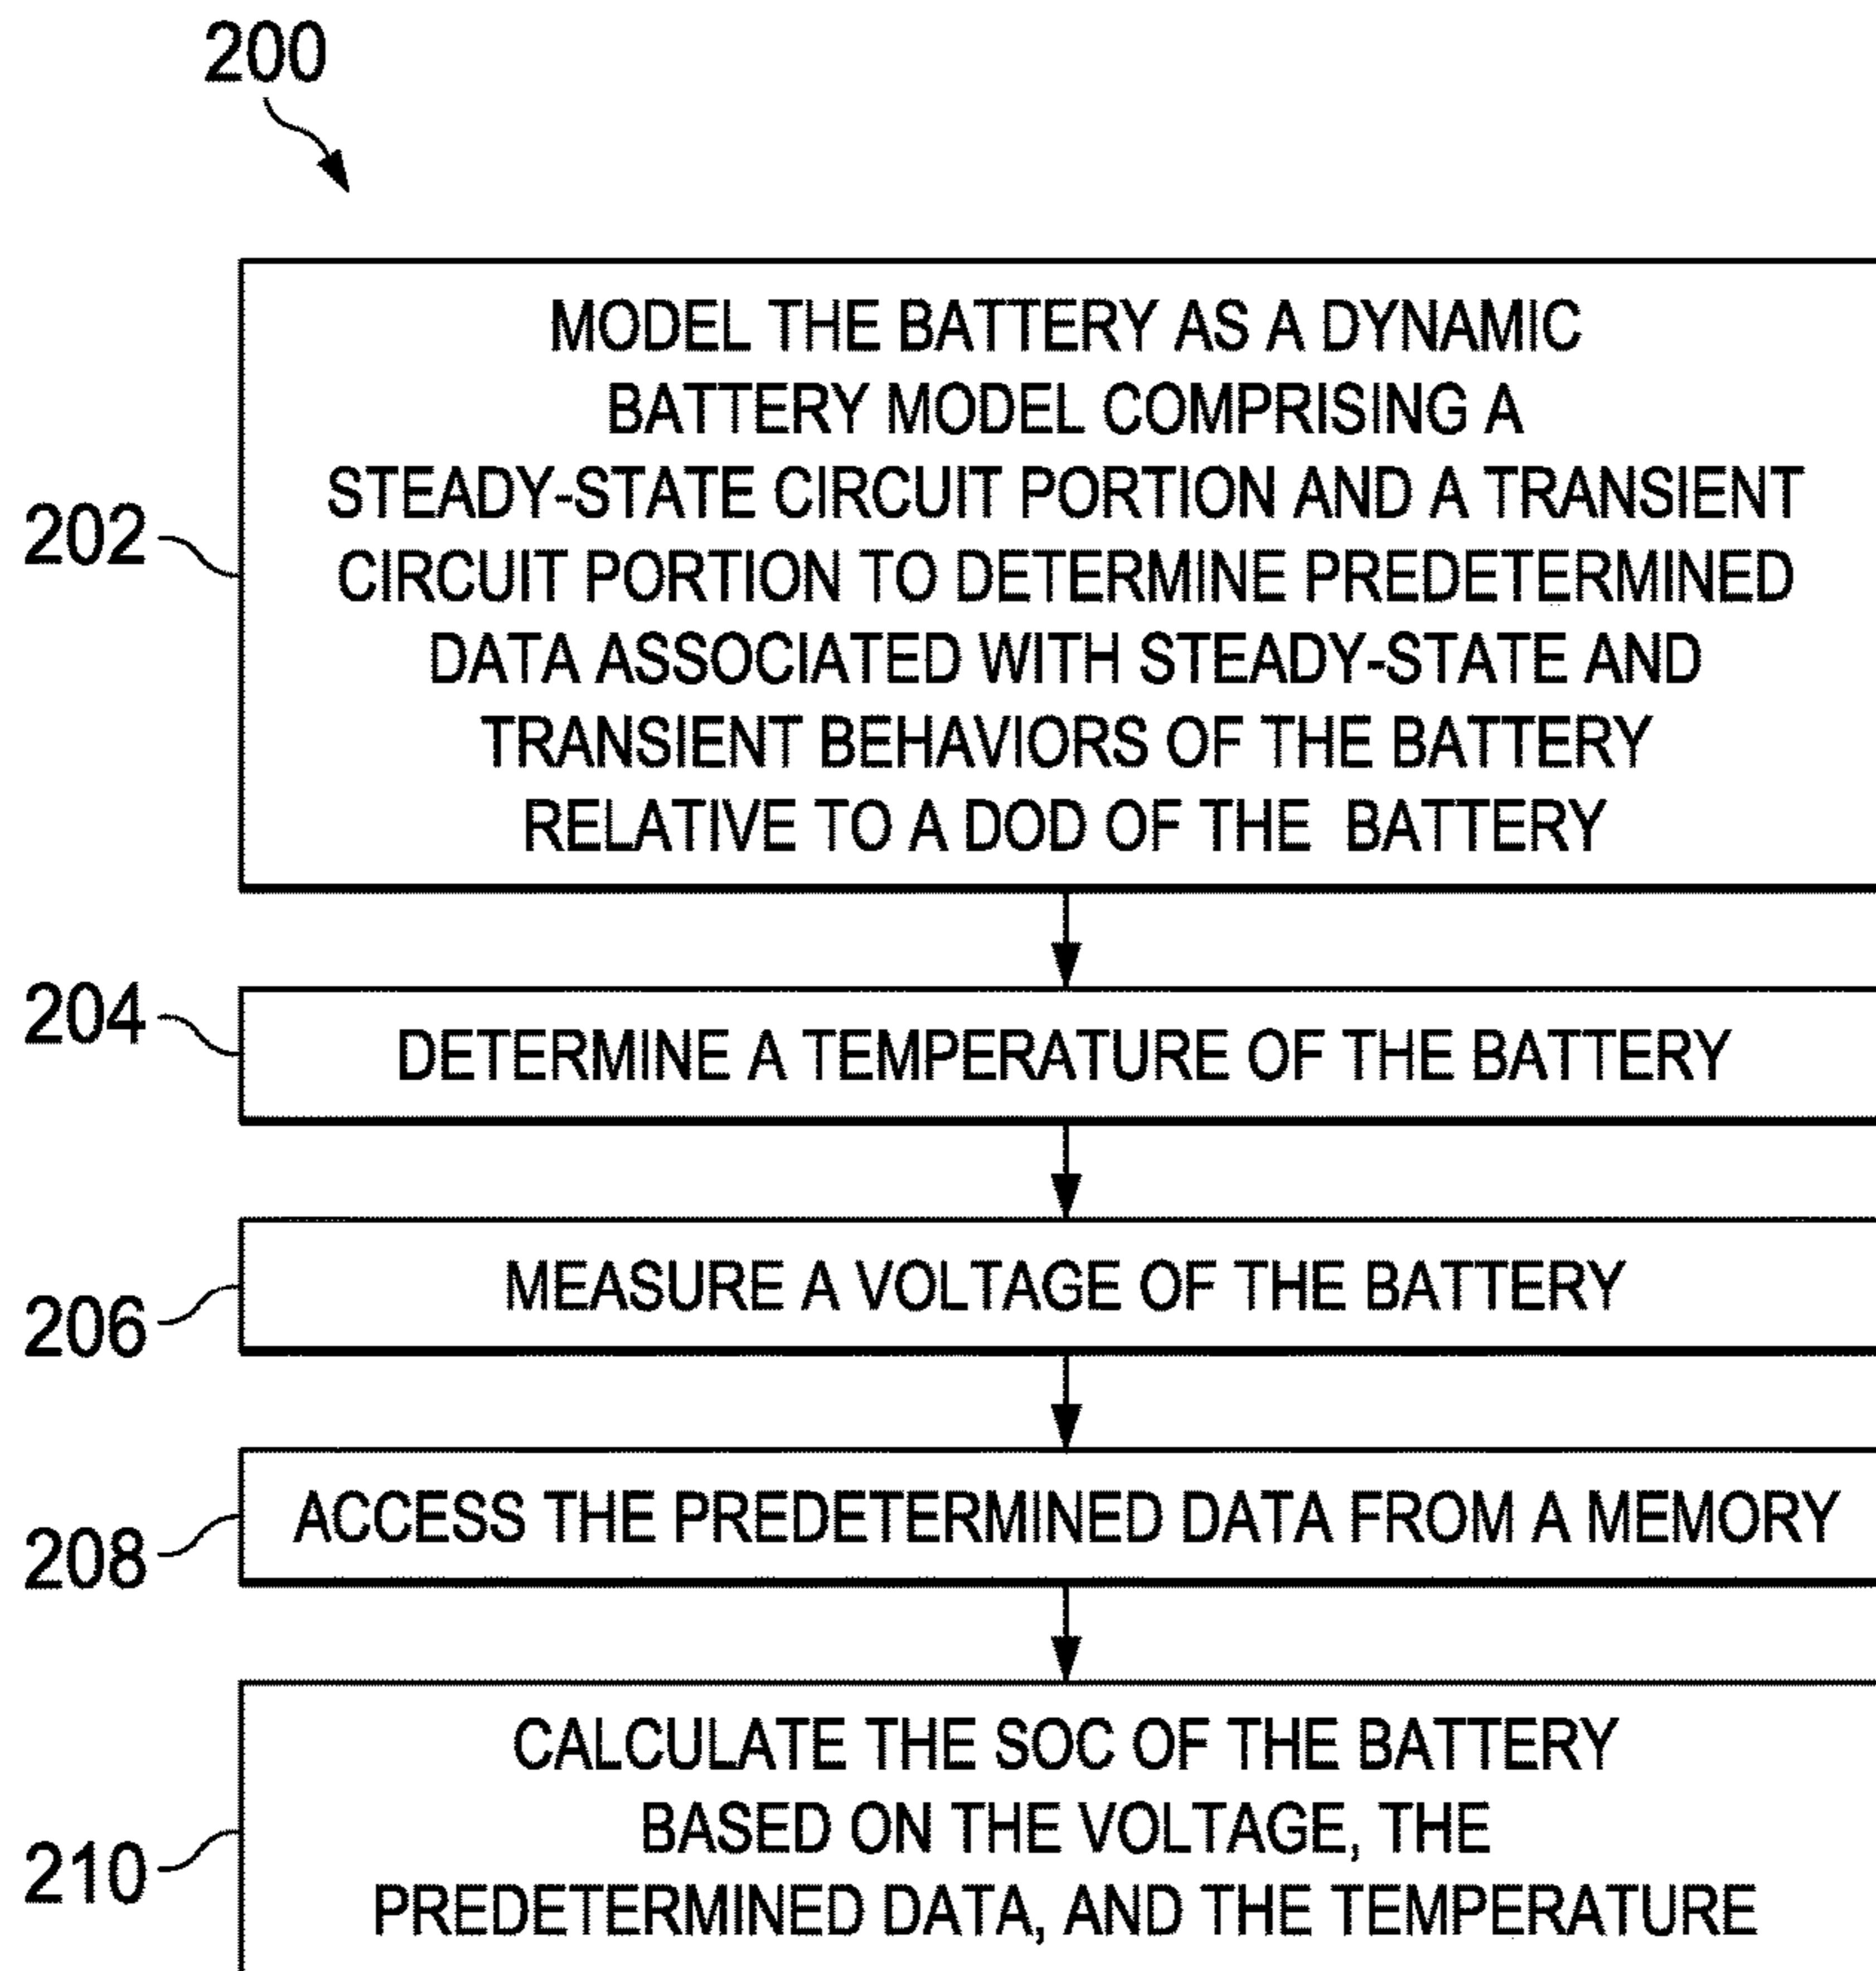 200
MODEL THE BATTERY AS A DYNAMIC
BATTERY MODEL COMPRISING A
STEADY-STATE CIRCUIT PORTION AND A TRANSIENT
202
CIRCUIT PORTION TO DETERMINE PREDETERMINED
DATA ASSOCIATED WITH STEADY-STATE AND
TRANSIENT BEHAVIORS OF THE BATTERY
RELATIVE TO A DOD OF THE BATTERY
204
DETERMINE A TEMPERATURE OF THE BATTERY
MEASURE A VOLTAGE OF THE BATTERY
206
ACCESS THE PREDETERMINED DATA FROM A MEMORY
208
CALCULATE THE SOC OF THE BATTERY
BASED ON THE VOLTAGE, THE
210
PREDETERMINED DATA, AND THE TEMPERATURE